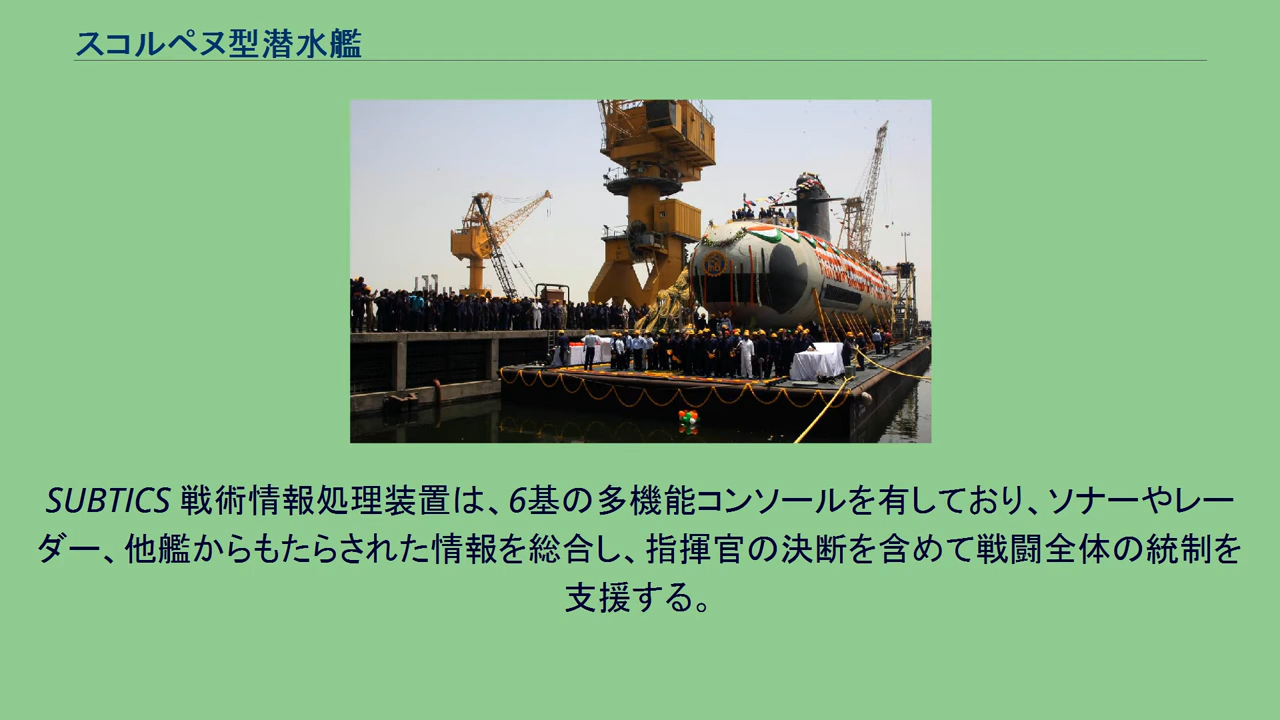 スコルペヌ型潜水艦
SUBTICS 戦術情報処理装置は、6基の多機能コンソールを有しており、ソナーやレー
ダー、他艦からもたらされた情報を総合し、指揮官の決断を含めて戦闘全体の統制を
支援する。